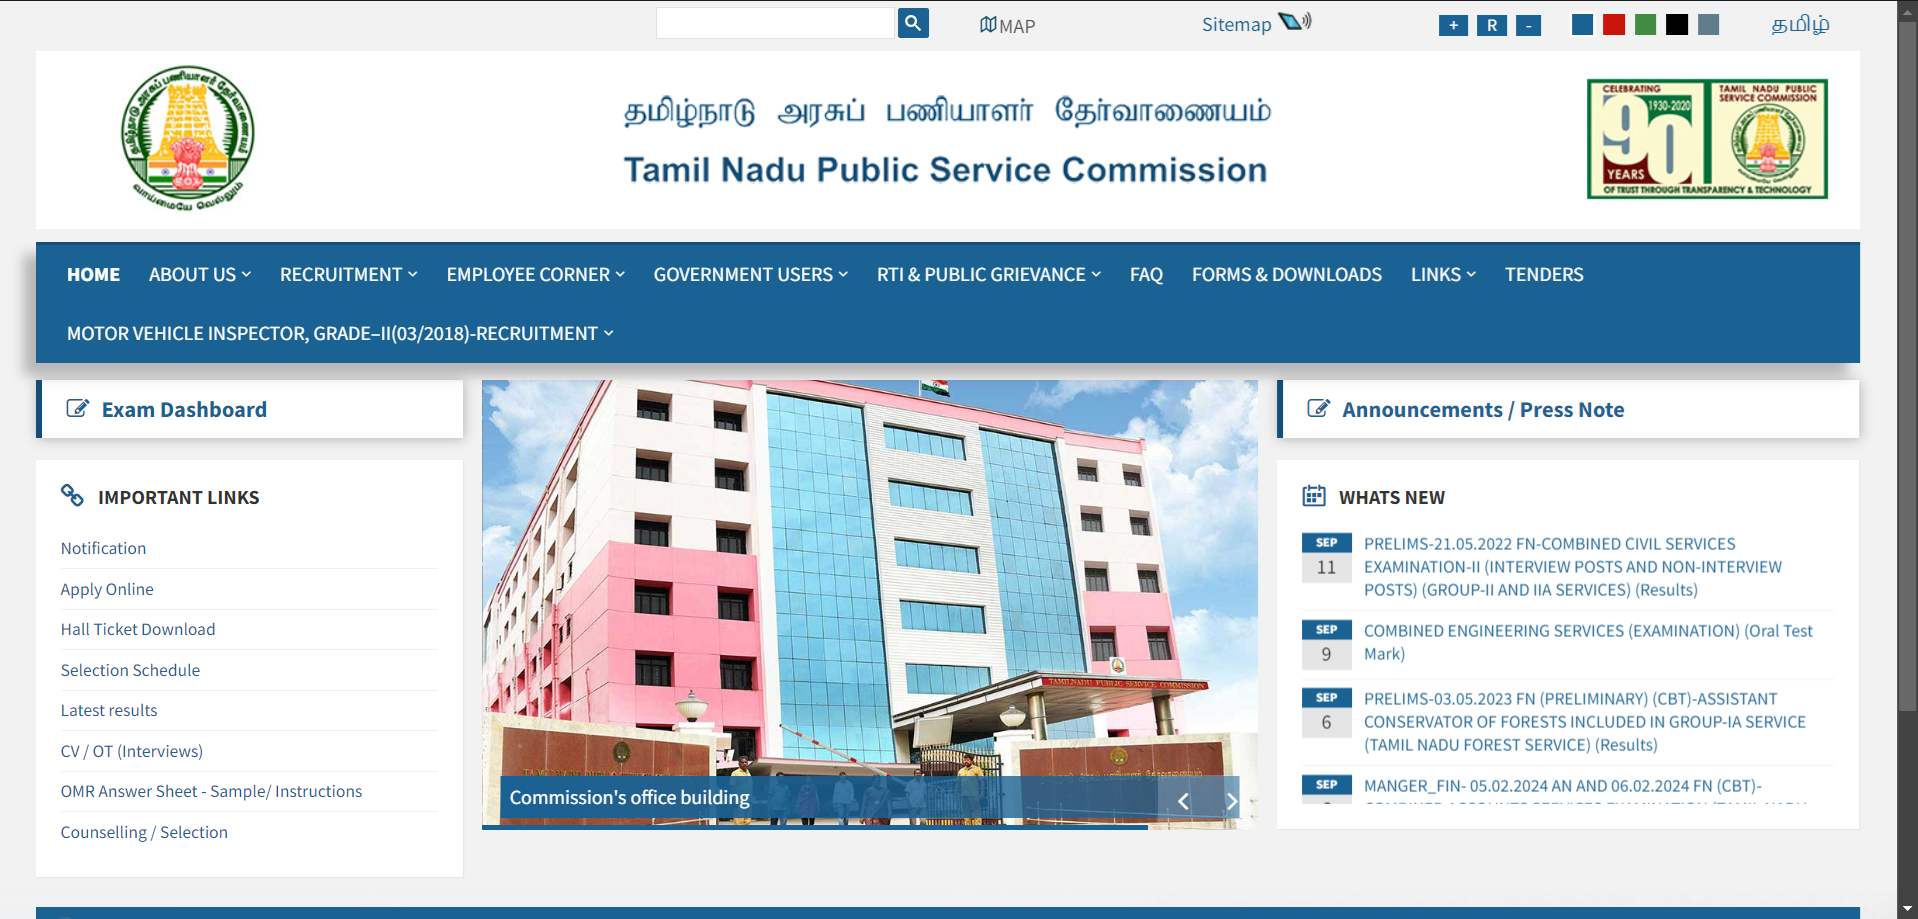 MAP
Sitemap
+ R -
தமிழ்
தமிழ்நாடு அரசுப் பணியாளர் தேர்வாணையம்
Tamil Nadu Public Service Commission
தமிழ்நாடு அரசுப் பணியாளர் தேர்வாணையம்
வாய்மையே வெல்லும்
CELEBRATING
1930-2020
90
YEARS
TAMIL NADU PUBLIC
SERVICE COMMISSION
OF TRUST THROUGH TRANSPARENCY & TECHNOLOGY
HOME ABOUT US RECRUITMENT EMPLOYEE CORNER GOVERNMENT USERS RTI & PUBLIC GRIEVANCE FAQ FORMS & DOWNLOADS LINKS TENDERS
MOTOR VEHICLE INSPECTOR, GRADE–II(03/2018)-RECRUITMENT
Exam Dashboard
IMPORTANT LINKS
Notification
Apply Online
Hall Ticket Download
Selection Schedule
Latest results
CV / OT (Interviews)
OMR Answer Sheet - Sample/ Instructions
Counselling / Selection
TAMILNADU PUBLIC SERVICE COMMISSION
Commission's office building
Announcements / Press Note
WHATS NEW
SEP
11
PRELIMS-21.05.2022 FN-COMBINED CIVIL SERVICES
EXAMINATION-II (INTERVIEW POSTS AND NON-INTERVIEW
POSTS) (GROUP-II AND IIA SERVICES) (Results)
SEP
9
COMBINED ENGINEERING SERVICES (EXAMINATION) (Oral Test
Mark)
SEP
6
PRELIMS-03.05.2023 FN (PRELIMINARY) (CBT)-ASSISTANT
CONSERVATOR OF FORESTS INCLUDED IN GROUP-IA SERVICE
(TAMIL NADU FOREST SERVICE) (Results)
SEP
MANGER_FIN- 05.02.2024 AN AND 06.02.2024 FN (CBT)-